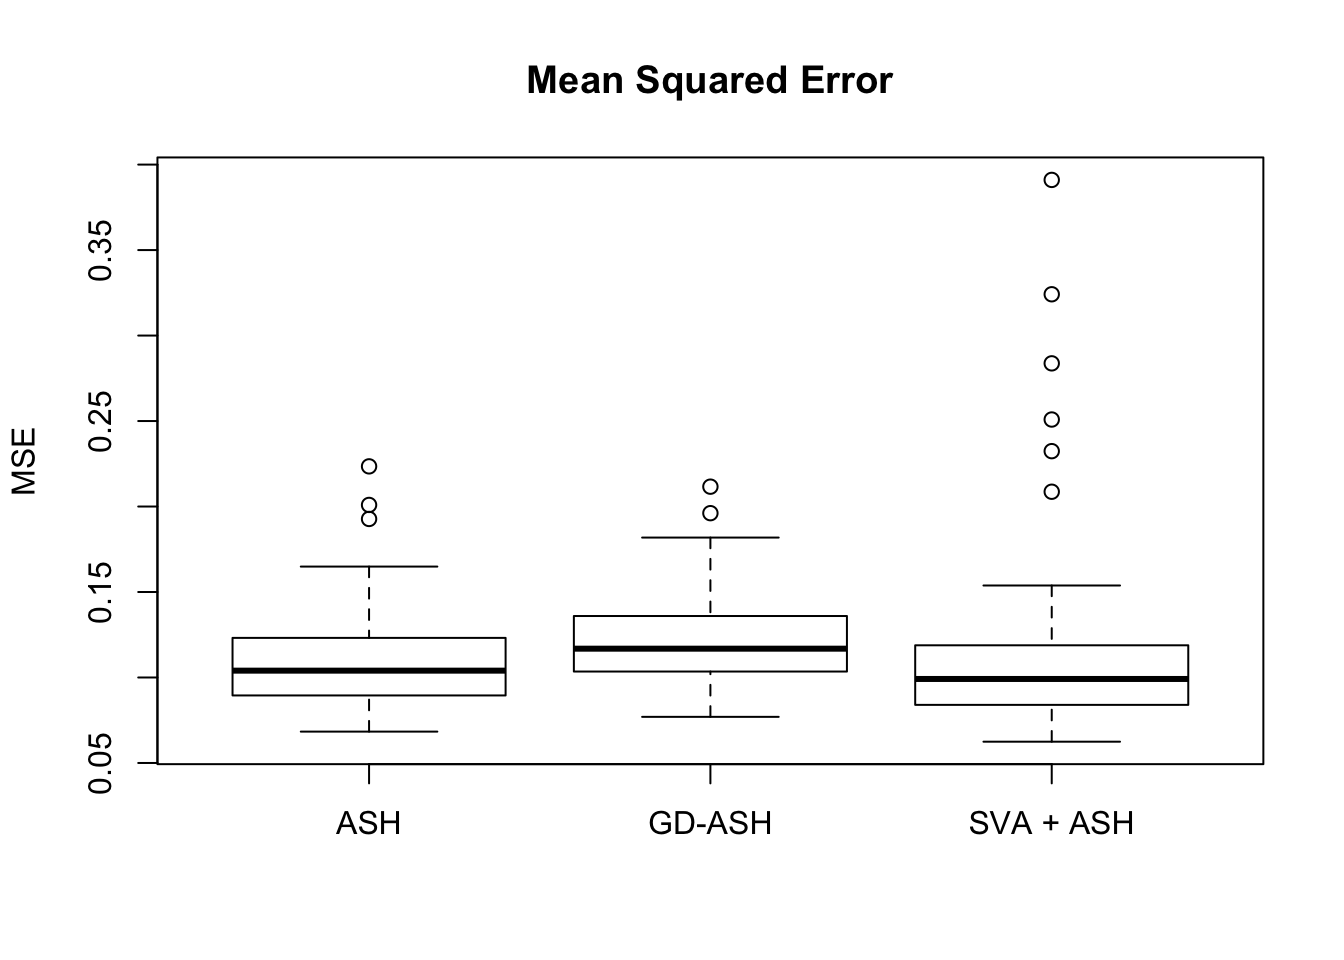 Mean Squared Error
MSE
0.35
0.25
0.15
0.05
ASH
GD-ASH
SVA + ASH